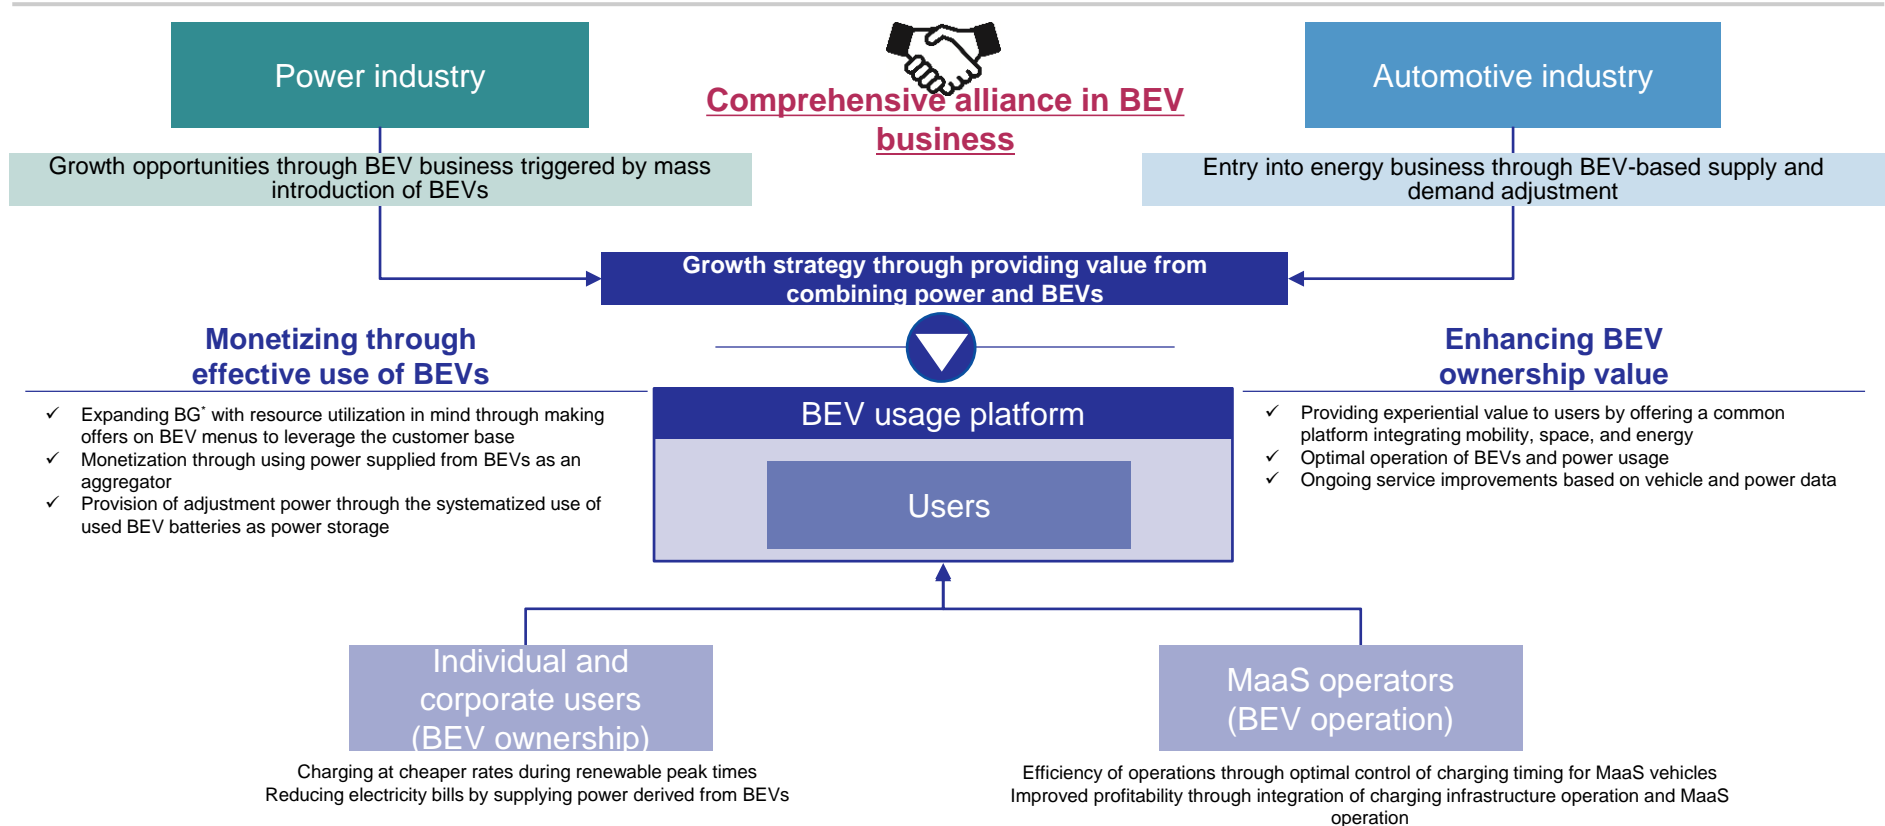 Power industry
Comprehensive alliance in BEV
business
Automotive industry
Growth opportunities through BEV business triggered by mass
introduction of BEVs
Entry into energy business through BEV-based supply and
demand adjustment
Growth strategy through providing value from
combining power and BEVs
Monetizing through
effective use of BEVs
✓ Expanding BG* with resource utilization in mind through making
offers on BEV menus to leverage the customer base
✓ Monetization through using power supplied from BEVs as an
aggregator
✓ Provision of adjustment power through the systematized use of
used BEV batteries as power storage
Enhancing BEV
ownership value
✓ Providing experiential value to users by offering a common
platform integrating mobility, space, and energy
✓ Optimal operation of BEVs and power usage
✓ Ongoing service improvements based on vehicle and power data
BEV usage platform
Users
Individual and
corporate users
(BEV ownership)
Charging at cheaper rates during renewable peak times
Reducing electricity bills by supplying power derived from BEVs
MaaS operators
(BEV operation)
Efficiency of operations through optimal control of charging timing for MaaS vehicles
Improved profitability through integration of charging infrastructure operation and MaaS
operation